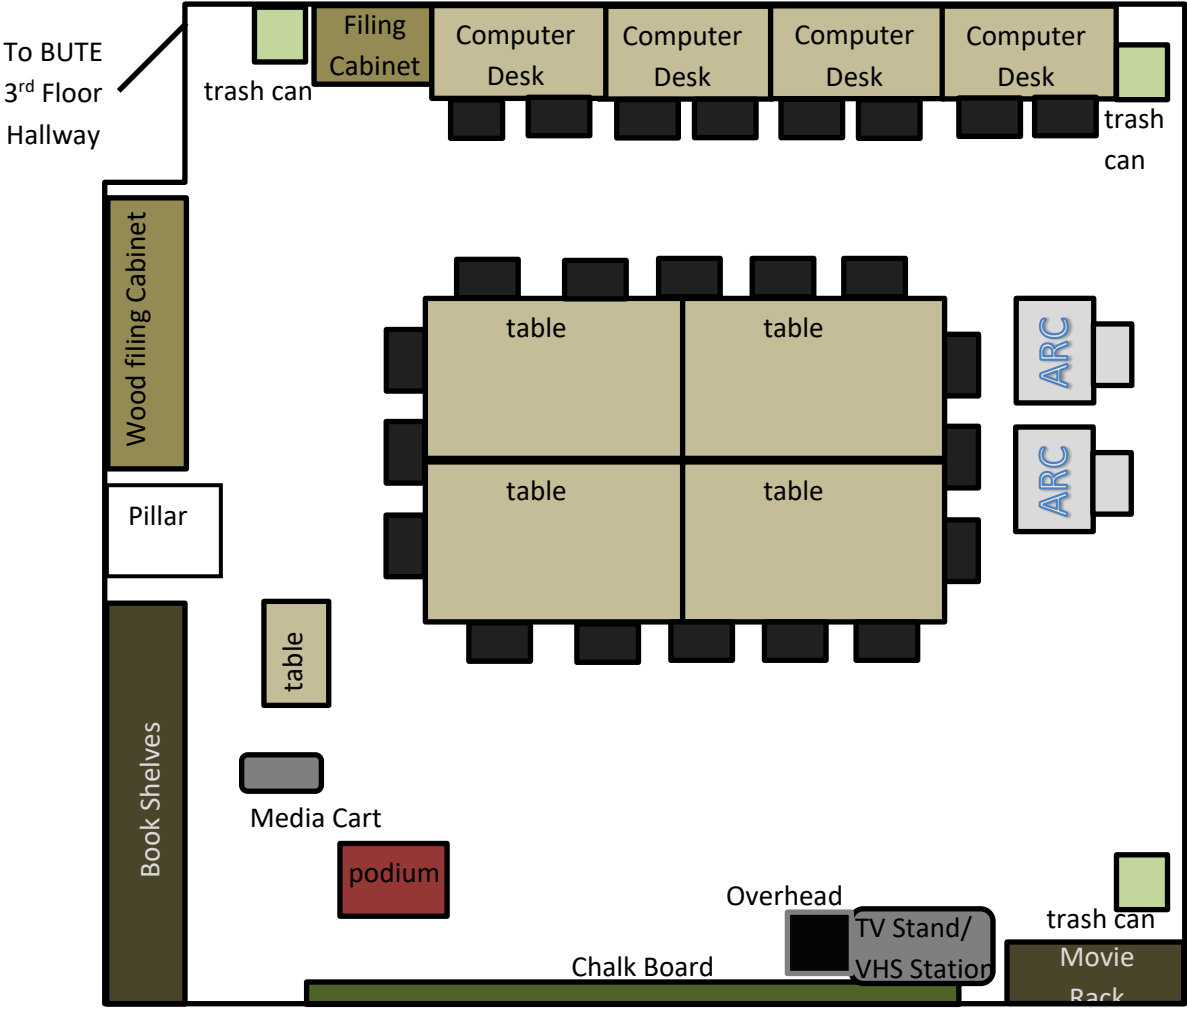 To BUTE
3rd Floor
Hallway
trash can
Filing
Cabinet
Computer
Desk
Computer
Desk
Computer
Desk
Computer
Desk
trash
can
Wood filing Cabinet
table
table
ARC
table
table
ARC
Pillar
table
Book Shelves
Media Cart
podium
Overhead
TV Stand/
VHS Station
trash can
Chalk Board
Movie
Rack